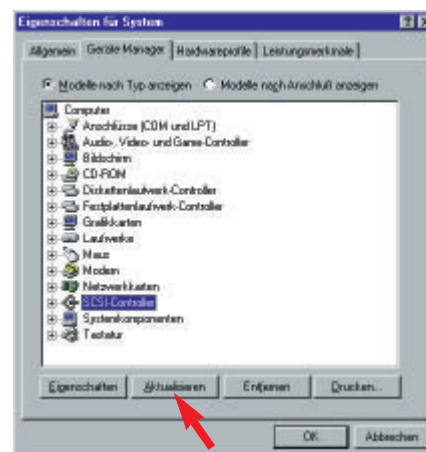 Eigenschaften für System
Allgemein Geräte-Manager Hardwareprofile Leistungsmerkmale
Modelle nach Typ anzeigen Modelle nach Anschluß anzeigen
Computer
Anschlüsse (COM und LPT)
Audio-, Video- und Game-Controller
Bildschirm
CD-ROM
Diskettenlaufwerk-Controller
Festplattenlaufwerk-Controller
Grafikkarten
Laufwerke
Maus
Modem
Netzwerkkarten
SCSI-Controller
Systemkomponenten
Tastatur
Eigenschaften Aktualisieren Entfernen Drucken...
OK Abbrechen